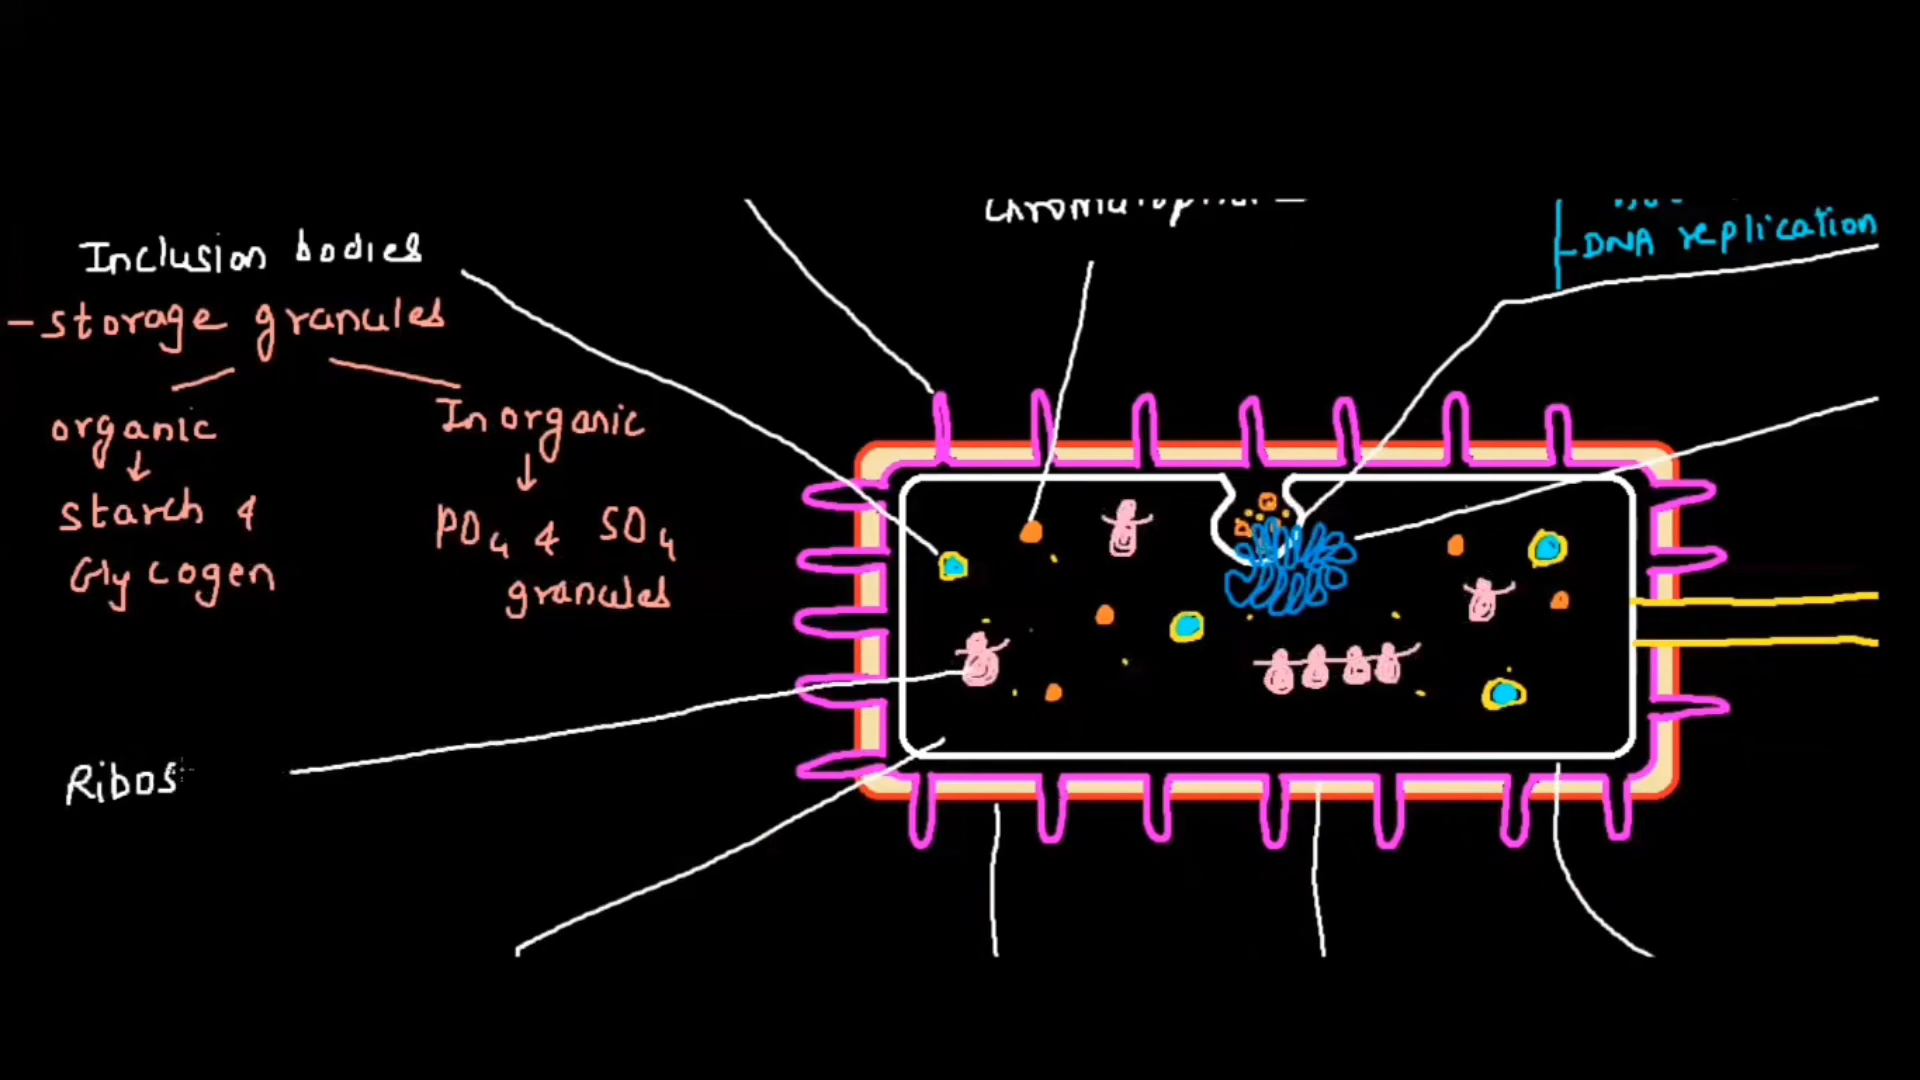 Inclusion bodies
- storage granules
organic
↓
starch &
Glycogen
Inorganic
↓
PO4 & SO4
granules
Ribos
- DNA replication